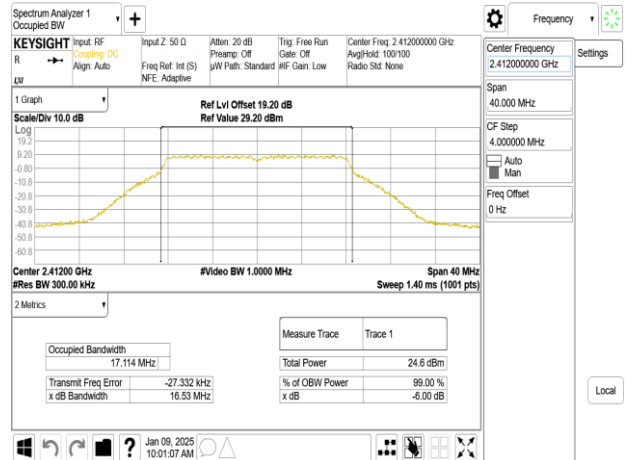 Spectrum Analyzer 1
Occupied BW
Frequency
KEYSIGHT
Input: RF
Coupling: DC
Align: Auto
Input Z: 50 Ω
Freq Ref: Int (S)
NFE: Adaptive
Atten: 20 dB
Preamp: Off
µW Path: Standard
Trig: Free Run
Gate: Off
#IF Gain: Low
Center Freq: 2.412000000 GHz
Avg|Hold: 100/100
Radio Std: None
R
LXI
Center Frequency
2.412000000 GHz
Settings
Span
40.000 MHz
CF Step
4.000000 MHz
Auto
Man
Freq Offset
0 Hz
1 Graph
Ref Lvl Offset 19.20 dB
Scale/Div 10.0 dB
Ref Value 29.20 dBm
Log
19.2
9.20
-0.80
-10.8
-20.8
-30.8
-40.8
-50.8
-60.8
Center 2.41200 GHz
#Video BW 1.0000 MHz
Span 40 MHz
#Res BW 300.00 kHz
Sweep 1.40 ms (1001 pts)
2 Metrics
Measure Trace
Trace 1
Occupied Bandwidth
17.114 MHz
Total Power
24.6 dBm
Transmit Freq Error
-27.332 kHz
% of OBW Power
99.00 %
x dB Bandwidth
16.53 MHz
x dB
-6.00 dB
Local
?
Jan 09, 2025
10:01:07 AM